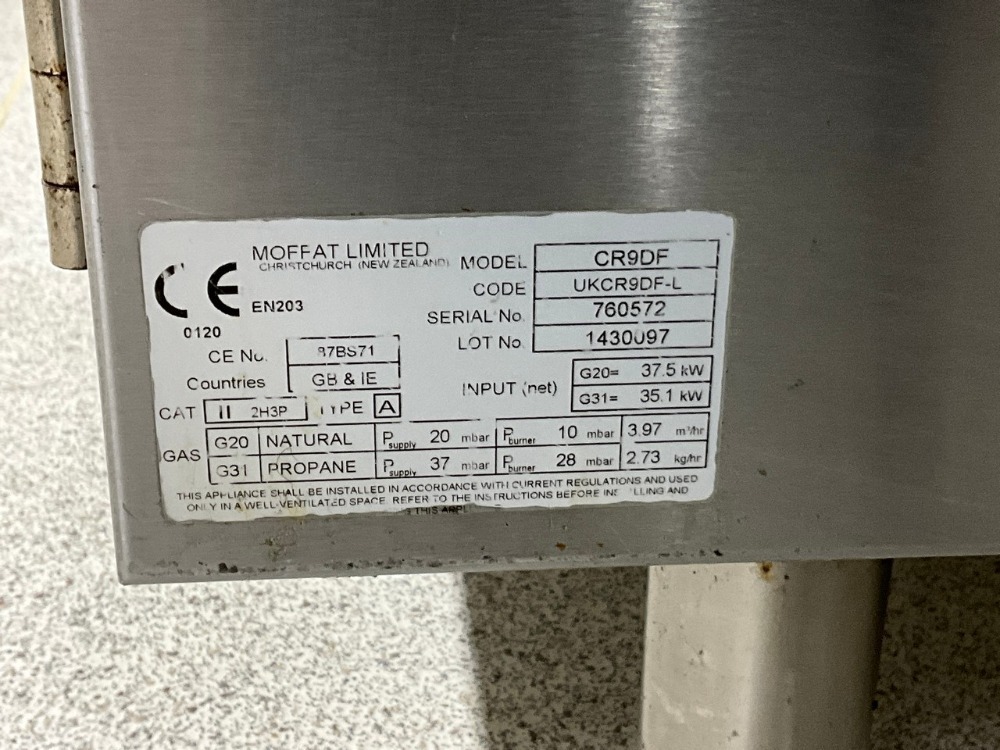 MOFFAT LIMITED
CHRISTCHURCH (NEW ZEALAND)
CE
EN203
0120
MODEL CR9DF
CODE UKCR9DF-L
SERIAL No. 760572
LOT No. 1430097
CE No. 87BS71
Countries GB & IE
INPUT (net) G20= 37.5 kW
G31= 35.1 kW
CAT II 2H3P TYPE A
GAS
G20 NATURAL Psupply 20 mbar Pburner 10 mbar 3.97 m³/hr
G31 PROPANE Psupply 37 mbar Pburner 28 mbar 2.73 kg/hr
THIS APPLIANCE SHALL BE INSTALLED IN ACCORDANCE WITH CURRENT REGULATIONS AND USED
ONLY IN A WELL-VENTILATED SPACE. REFER TO THE INSTRUCTIONS BEFORE INSTALLING AND
THIS